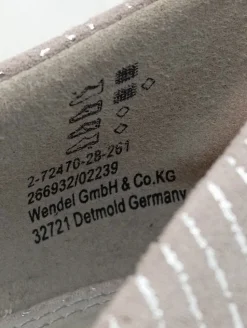 2-72470-28-261
266932/02239
Wendel GmbH & Co.KG
32721 Detmold Germany